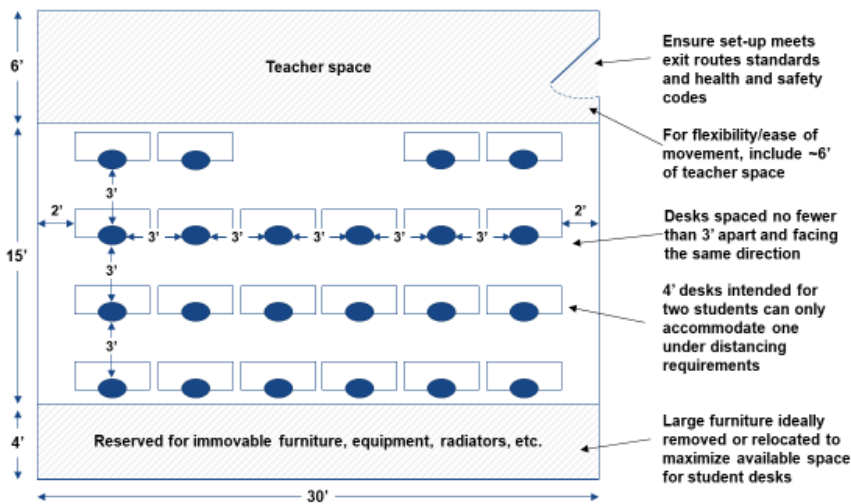 6’
Teacher space
Ensure set-up meets
exit routes standards
and health and safety
codes
For flexibility/ease of
movement, include ~6’
of teacher space
3’
2’
2’
3’ 3’ 3’ 3’ 3’
Desks spaced no fewer
than 3’ apart and facing
the same direction
15’
3’
4’ desks intended for
two students can only
accommodate one
under distancing
requirements
3’
4’
Reserved for immovable furniture, equipment, radiators, etc.
Large furniture ideally
removed or relocated to
maximize available space
for student desks
30’